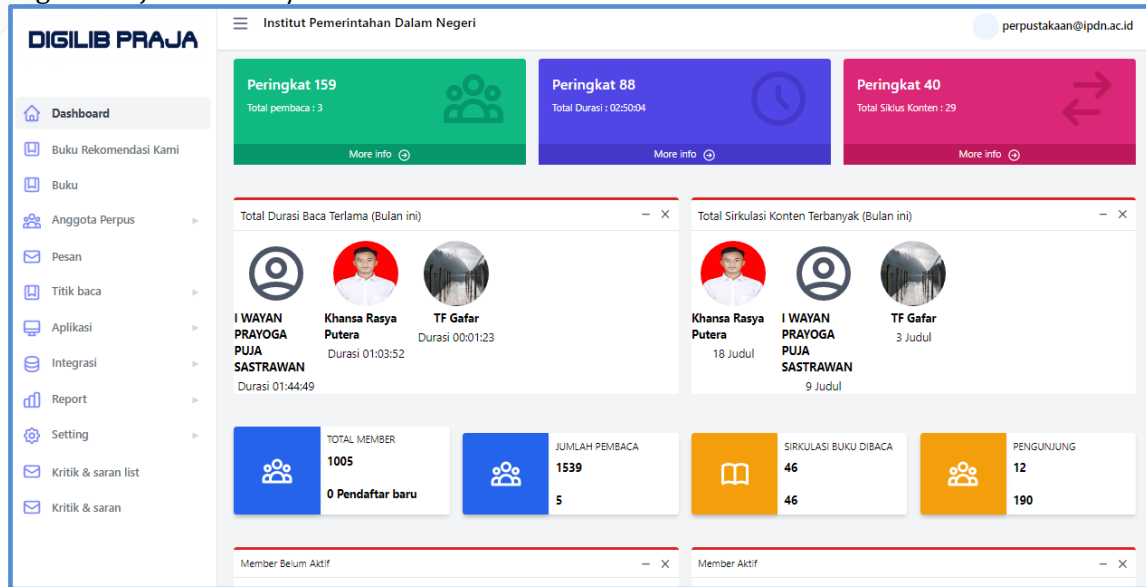 DIGILIB PRAJA
Institut Pemerintahan Dalam Negeri
perpustakaan@ipdn.ac.id
Dashboard
Buku Rekomendasi Kami
Buku
Anggota Perpus
Pesan
Titik baca
Aplikasi
Integrasi
Report
Setting
Kritik & saran list
Kritik & saran
Peringkat 159
Total pembaca : 3
More info
Peringkat 88
Total Durasi : 02:50:04
More info
Peringkat 40
Total Siklus Konten : 29
More info
Total Durasi Baca Terlama (Bulan ini)
I WAYAN
PRAYOGA
PUJA
SASTRAWAN
Durasi 01:44:49
Khansa Rasya
Putera
Durasi 01:03:52
TF Gafar
Durasi 00:01:23
Total Sirkulasi Konten Terbanyak (Bulan ini)
Khansa Rasya
Putera
18 Judul
I WAYAN
PRAYOGA
PUJA
SASTRAWAN
9 Judul
TF Gafar
3 Judul
TOTAL MEMBER
1005
0 Pendaftar baru
JUMLAH PEMBACA
1539
5
SIRKULASI BUKU DIBACA
46
46
PENGUNJUNG
12
190
Member Belum Aktif
Member Aktif